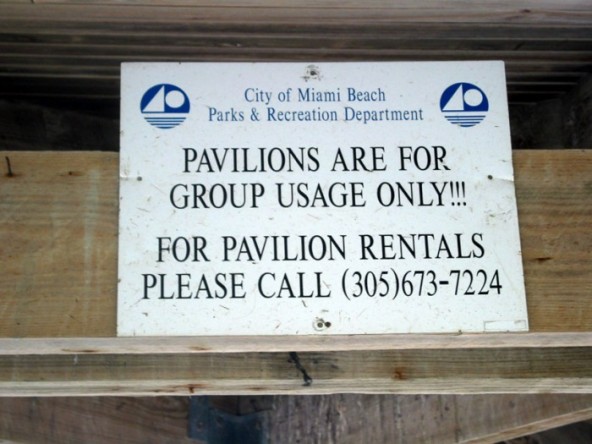 City of Miami Beach
Parks & Recreation Department
PAVILIONS ARE FOR
GROUP USAGE ONLY!!!
FOR PAVILION RENTALS
PLEASE CALL (305)673-7224